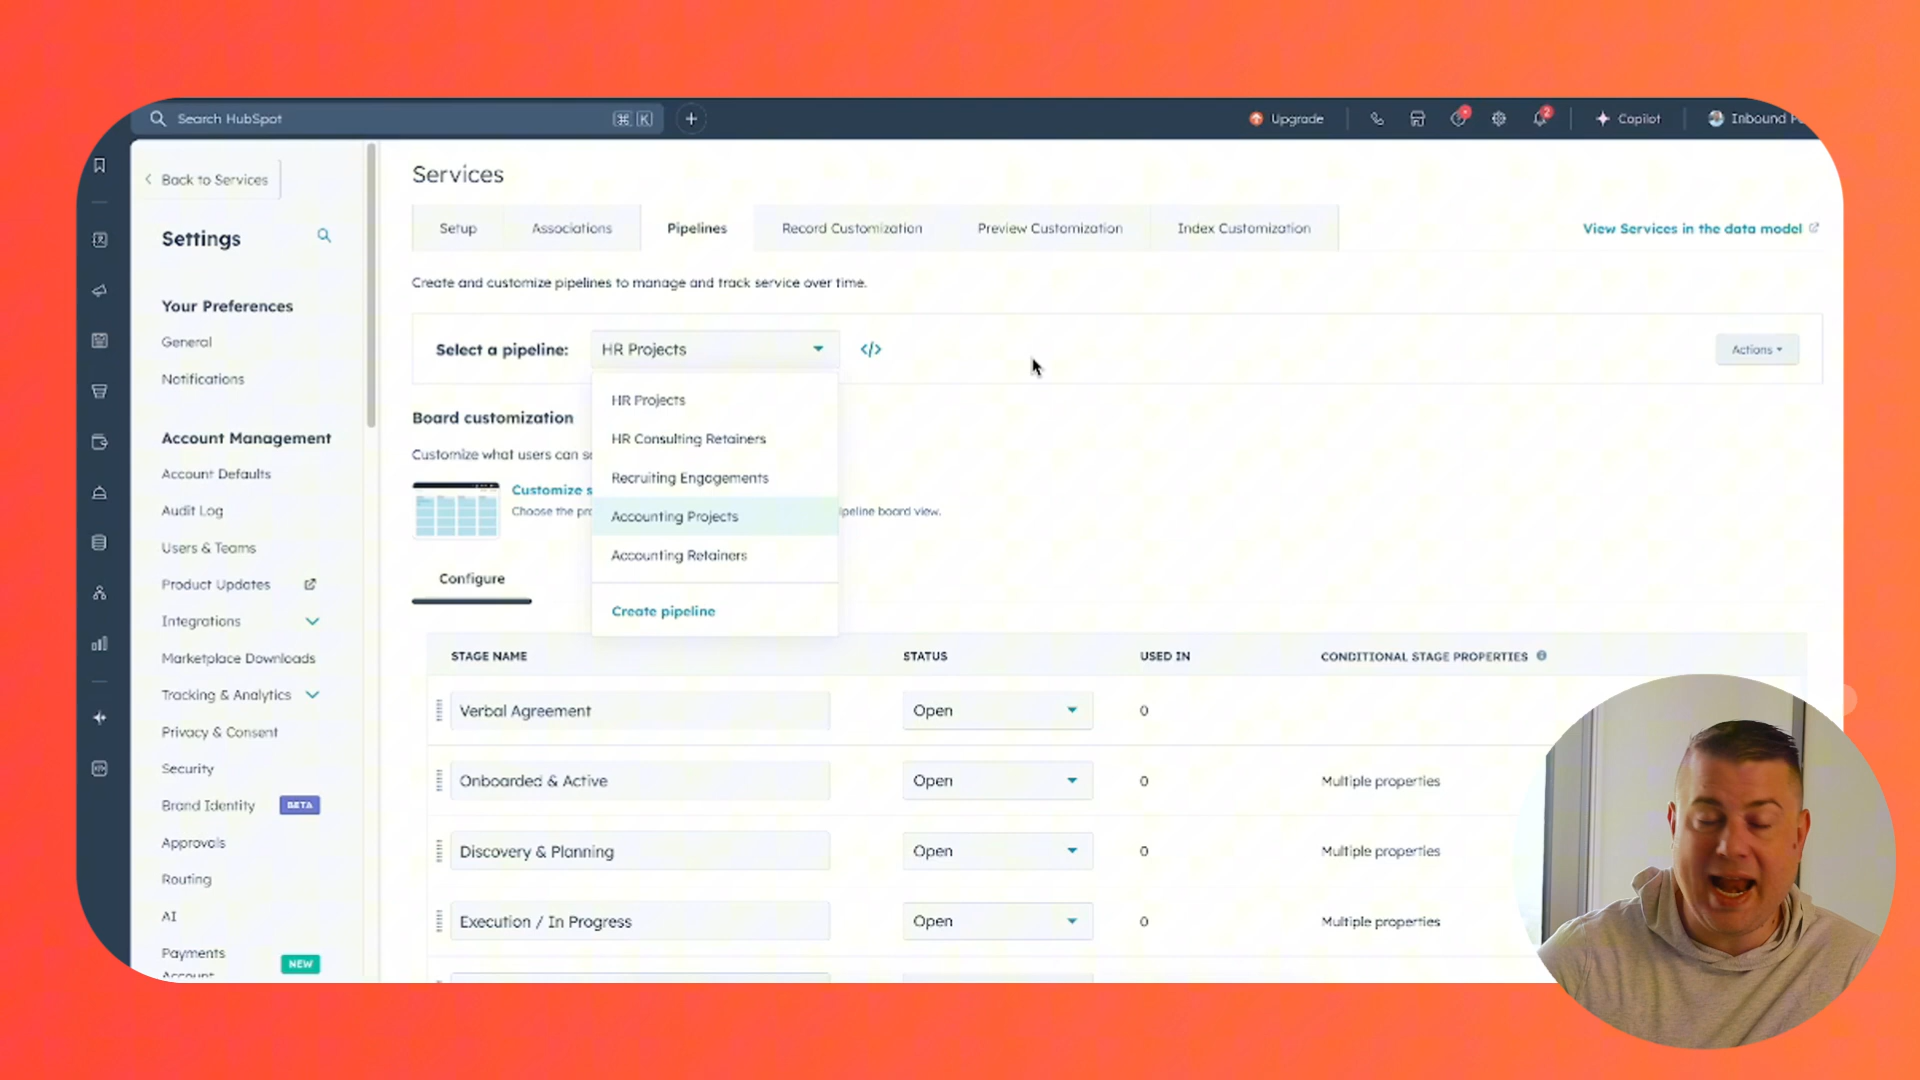 Search HubSpot
⌘ K
Upgrade
2
Copilot
Inbound
Back to Services
Settings
Your Preferences
General
Notifications
Account Management
Account Defaults
Audit Log
Users & Teams
Product Updates
Integrations
Marketplace Downloads
Tracking & Analytics
Privacy & Consent
Security
Brand Identity BETA
Approvals
Routing
AI
Payments NEW
Account
Services
Setup
Associations
Pipelines
Record Customization
Preview Customization
Index Customization
View Services in the data model
Create and customize pipelines to manage and track service over time.
Select a pipeline: HR Projects </> Actions
HR Projects
HR Consulting Retainers
Recruiting Engagements
Accounting Projects
Accounting Retainers
Create pipeline
Board customization
Customize what users can
Customize
Choose the
board view.
Configure
STAGE NAME STATUS USED IN CONDITIONAL STAGE PROPERTIES
Verbal Agreement Open 0
Onboarded & Active Open 0 Multiple properties
Discovery & Planning Open 0 Multiple properties
Execution / In Progress Open 0 Multiple properties